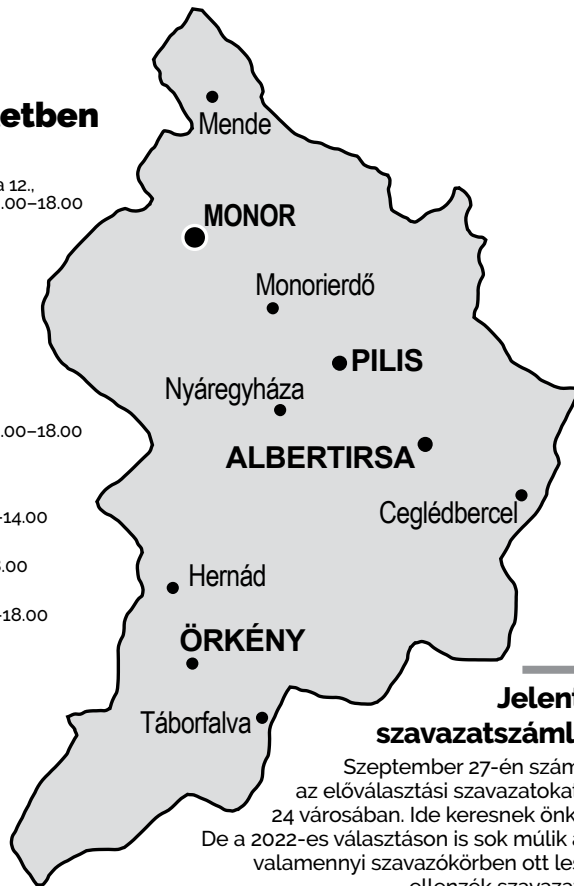 etben
a 12.,
.00–18.00
.00–18.00
–14.00
.00
–18.00
Mende
MONOR
Monorierdő
PILIS
Nyáregyháza
ALBERTIRSA
Ceglédbercel
Hernád
ÖRKÉNY
Táborfalva
Jelent
szavazatszáml
Szeptember 27-én szám
az előválasztási szavazatokat
24 városában. Ide keresnek önk
De a 2022-es választáson is sok múlik a
valamennyi szavazókörben ott les